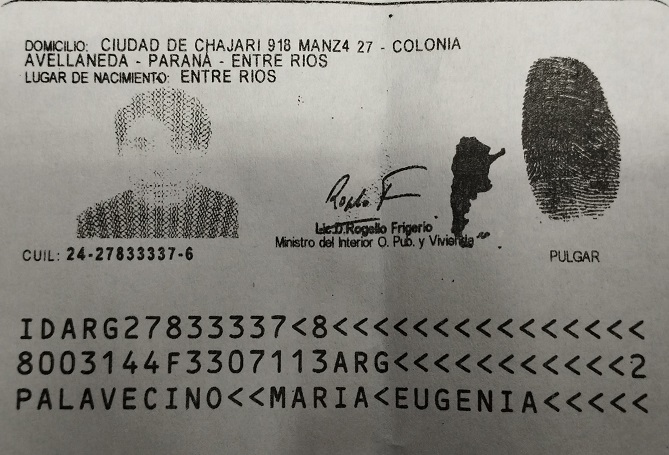 DOMICILIO: CIUDAD DE CHAJARI 918 MANZ4 27 - COLONIA
AVELLANEDA - PARANÁ - ENTRE RIOS
LUGAR DE NACIMIENTO: ENTRE RIOS
Lic.D.Rogelio Frigerio
Ministro del Interior O. Pub. y Vivienda
CUIL: 24-27833337-6
PULGAR
IDARG27833337<8<<<<<<<<<<<<<<<
8003144F3307113ARG<<<<<<<<<<<2
PALAVECINO<<MARIA<EUGENIA<<<<<